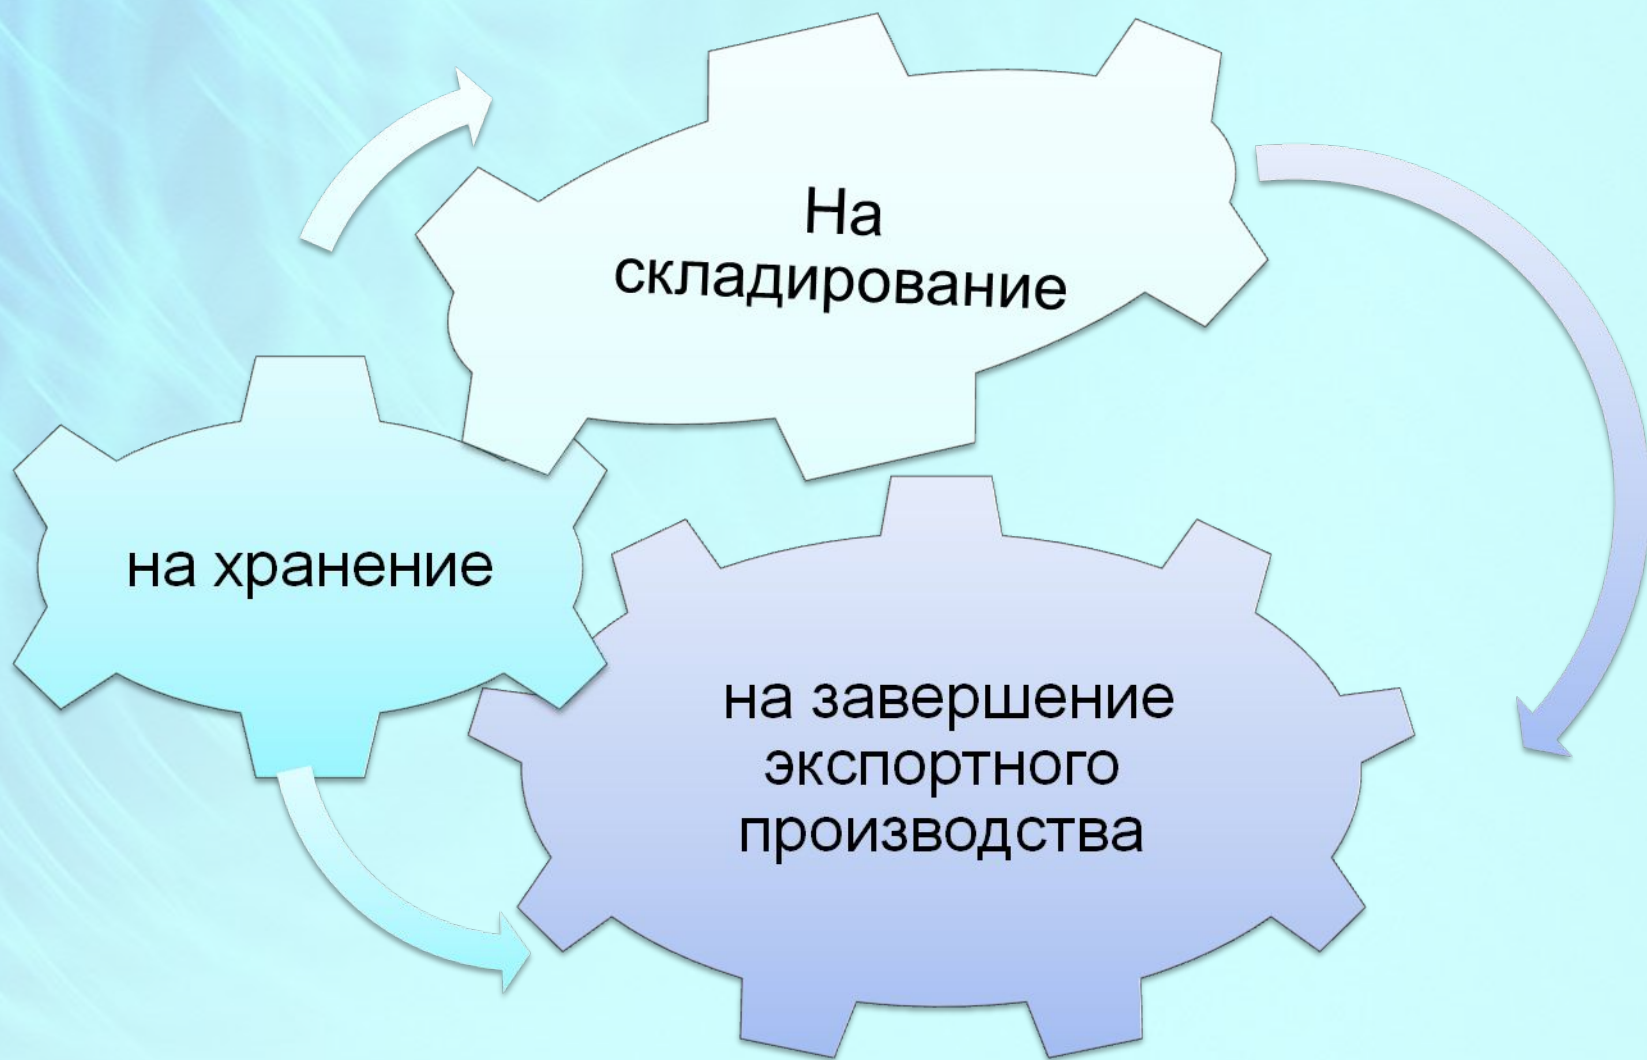 На
складирование
на хранение
на завершение
экспортного
производства